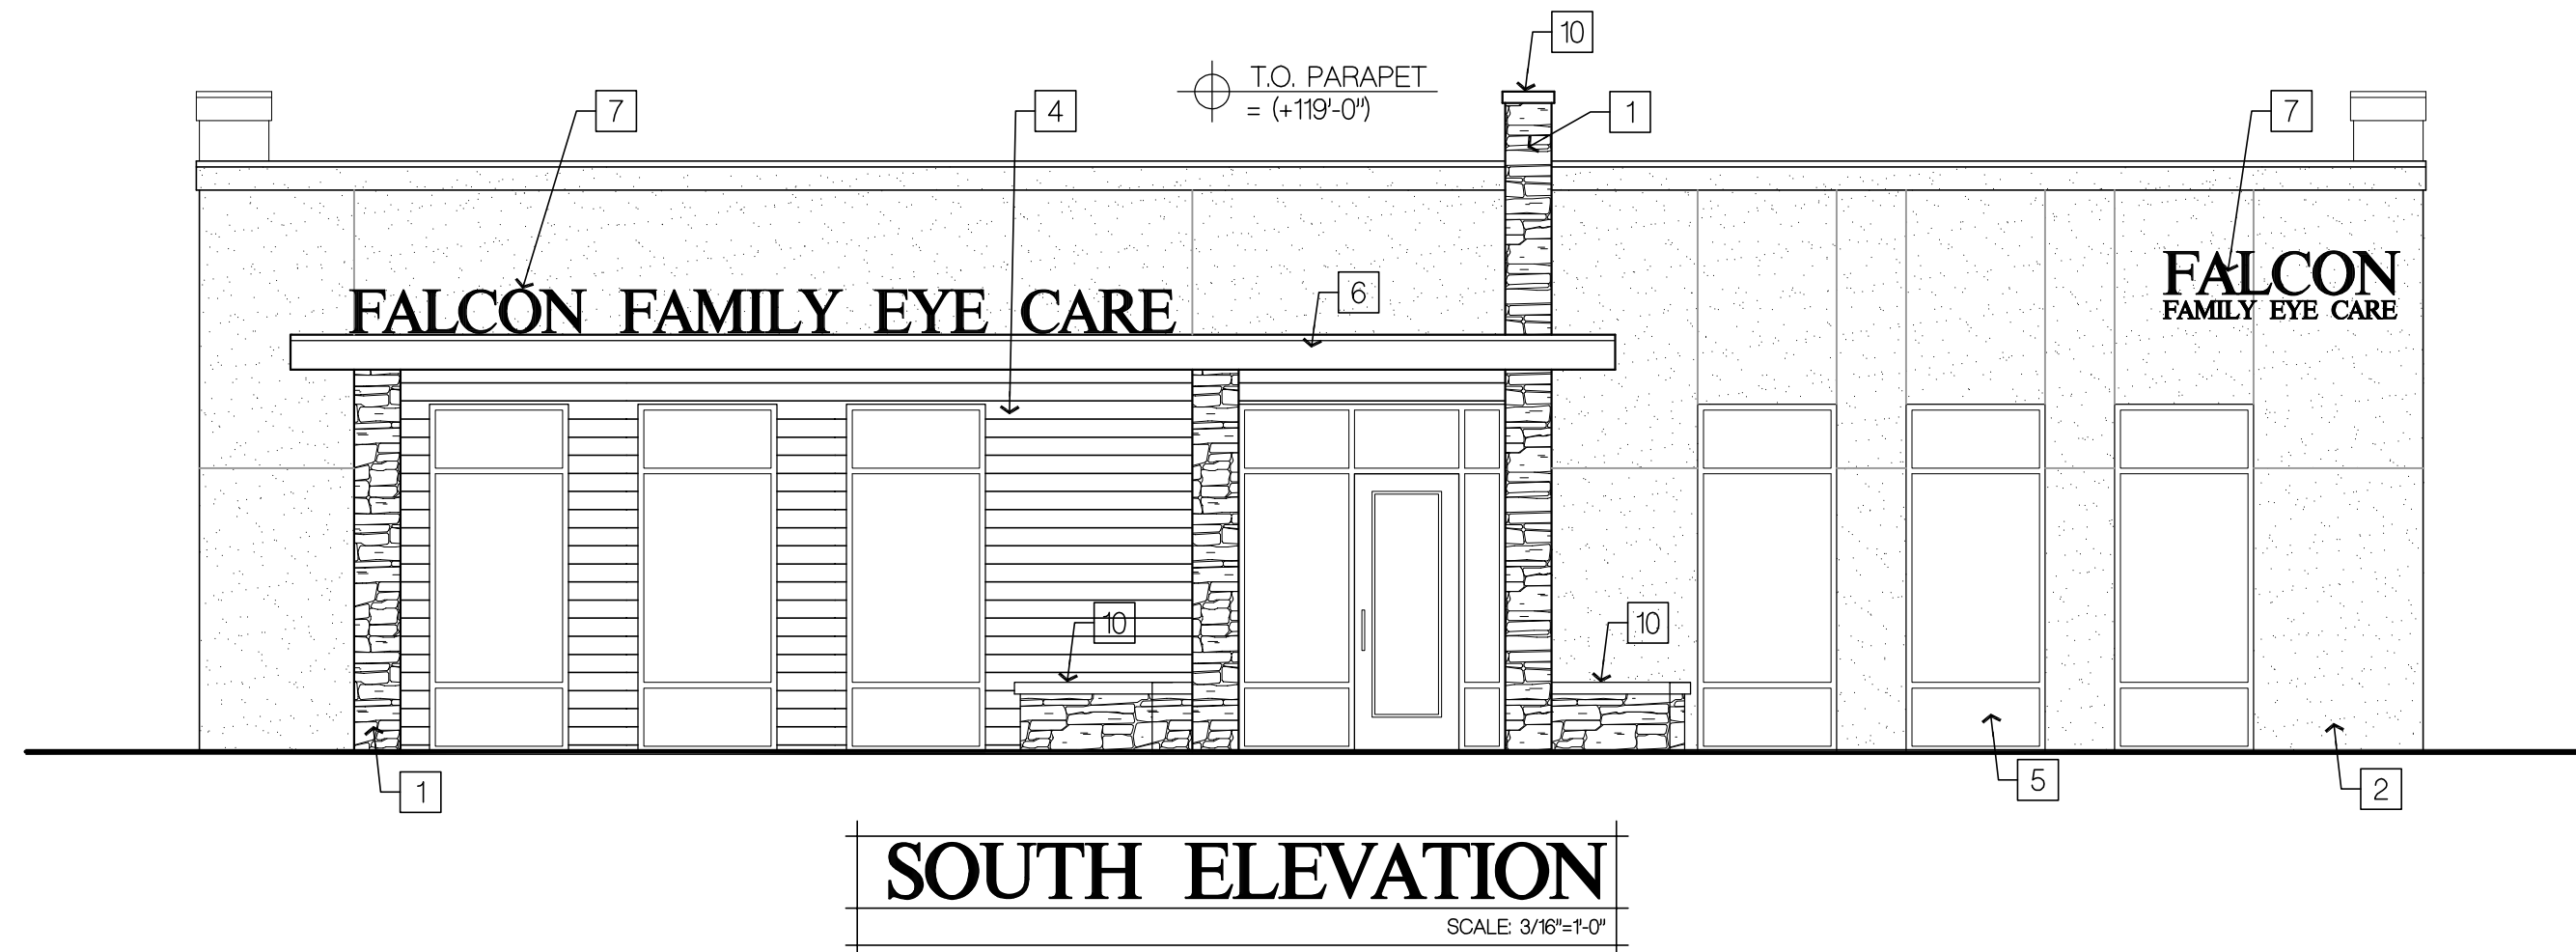 10
T.O. PARAPET
= (+119'-0")
7
4
1
7
6
FALCON
FAMILY EYE CARE
FALCON FAMILY EYE CARE
10
10
1
5
2
SOUTH ELEVATION
SCALE: 3/16"=1'-0"